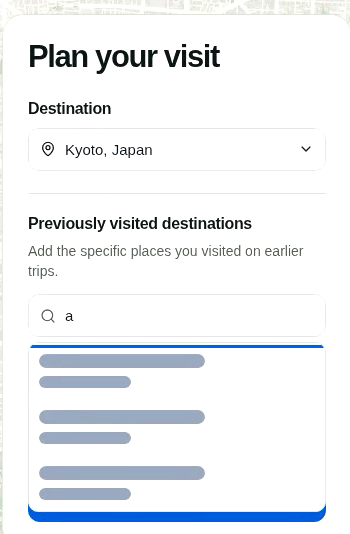 Plan your visit
Destination
Kyoto, Japan
Previously visited destinations
Add the specific places you visited on earlier
trips.
a